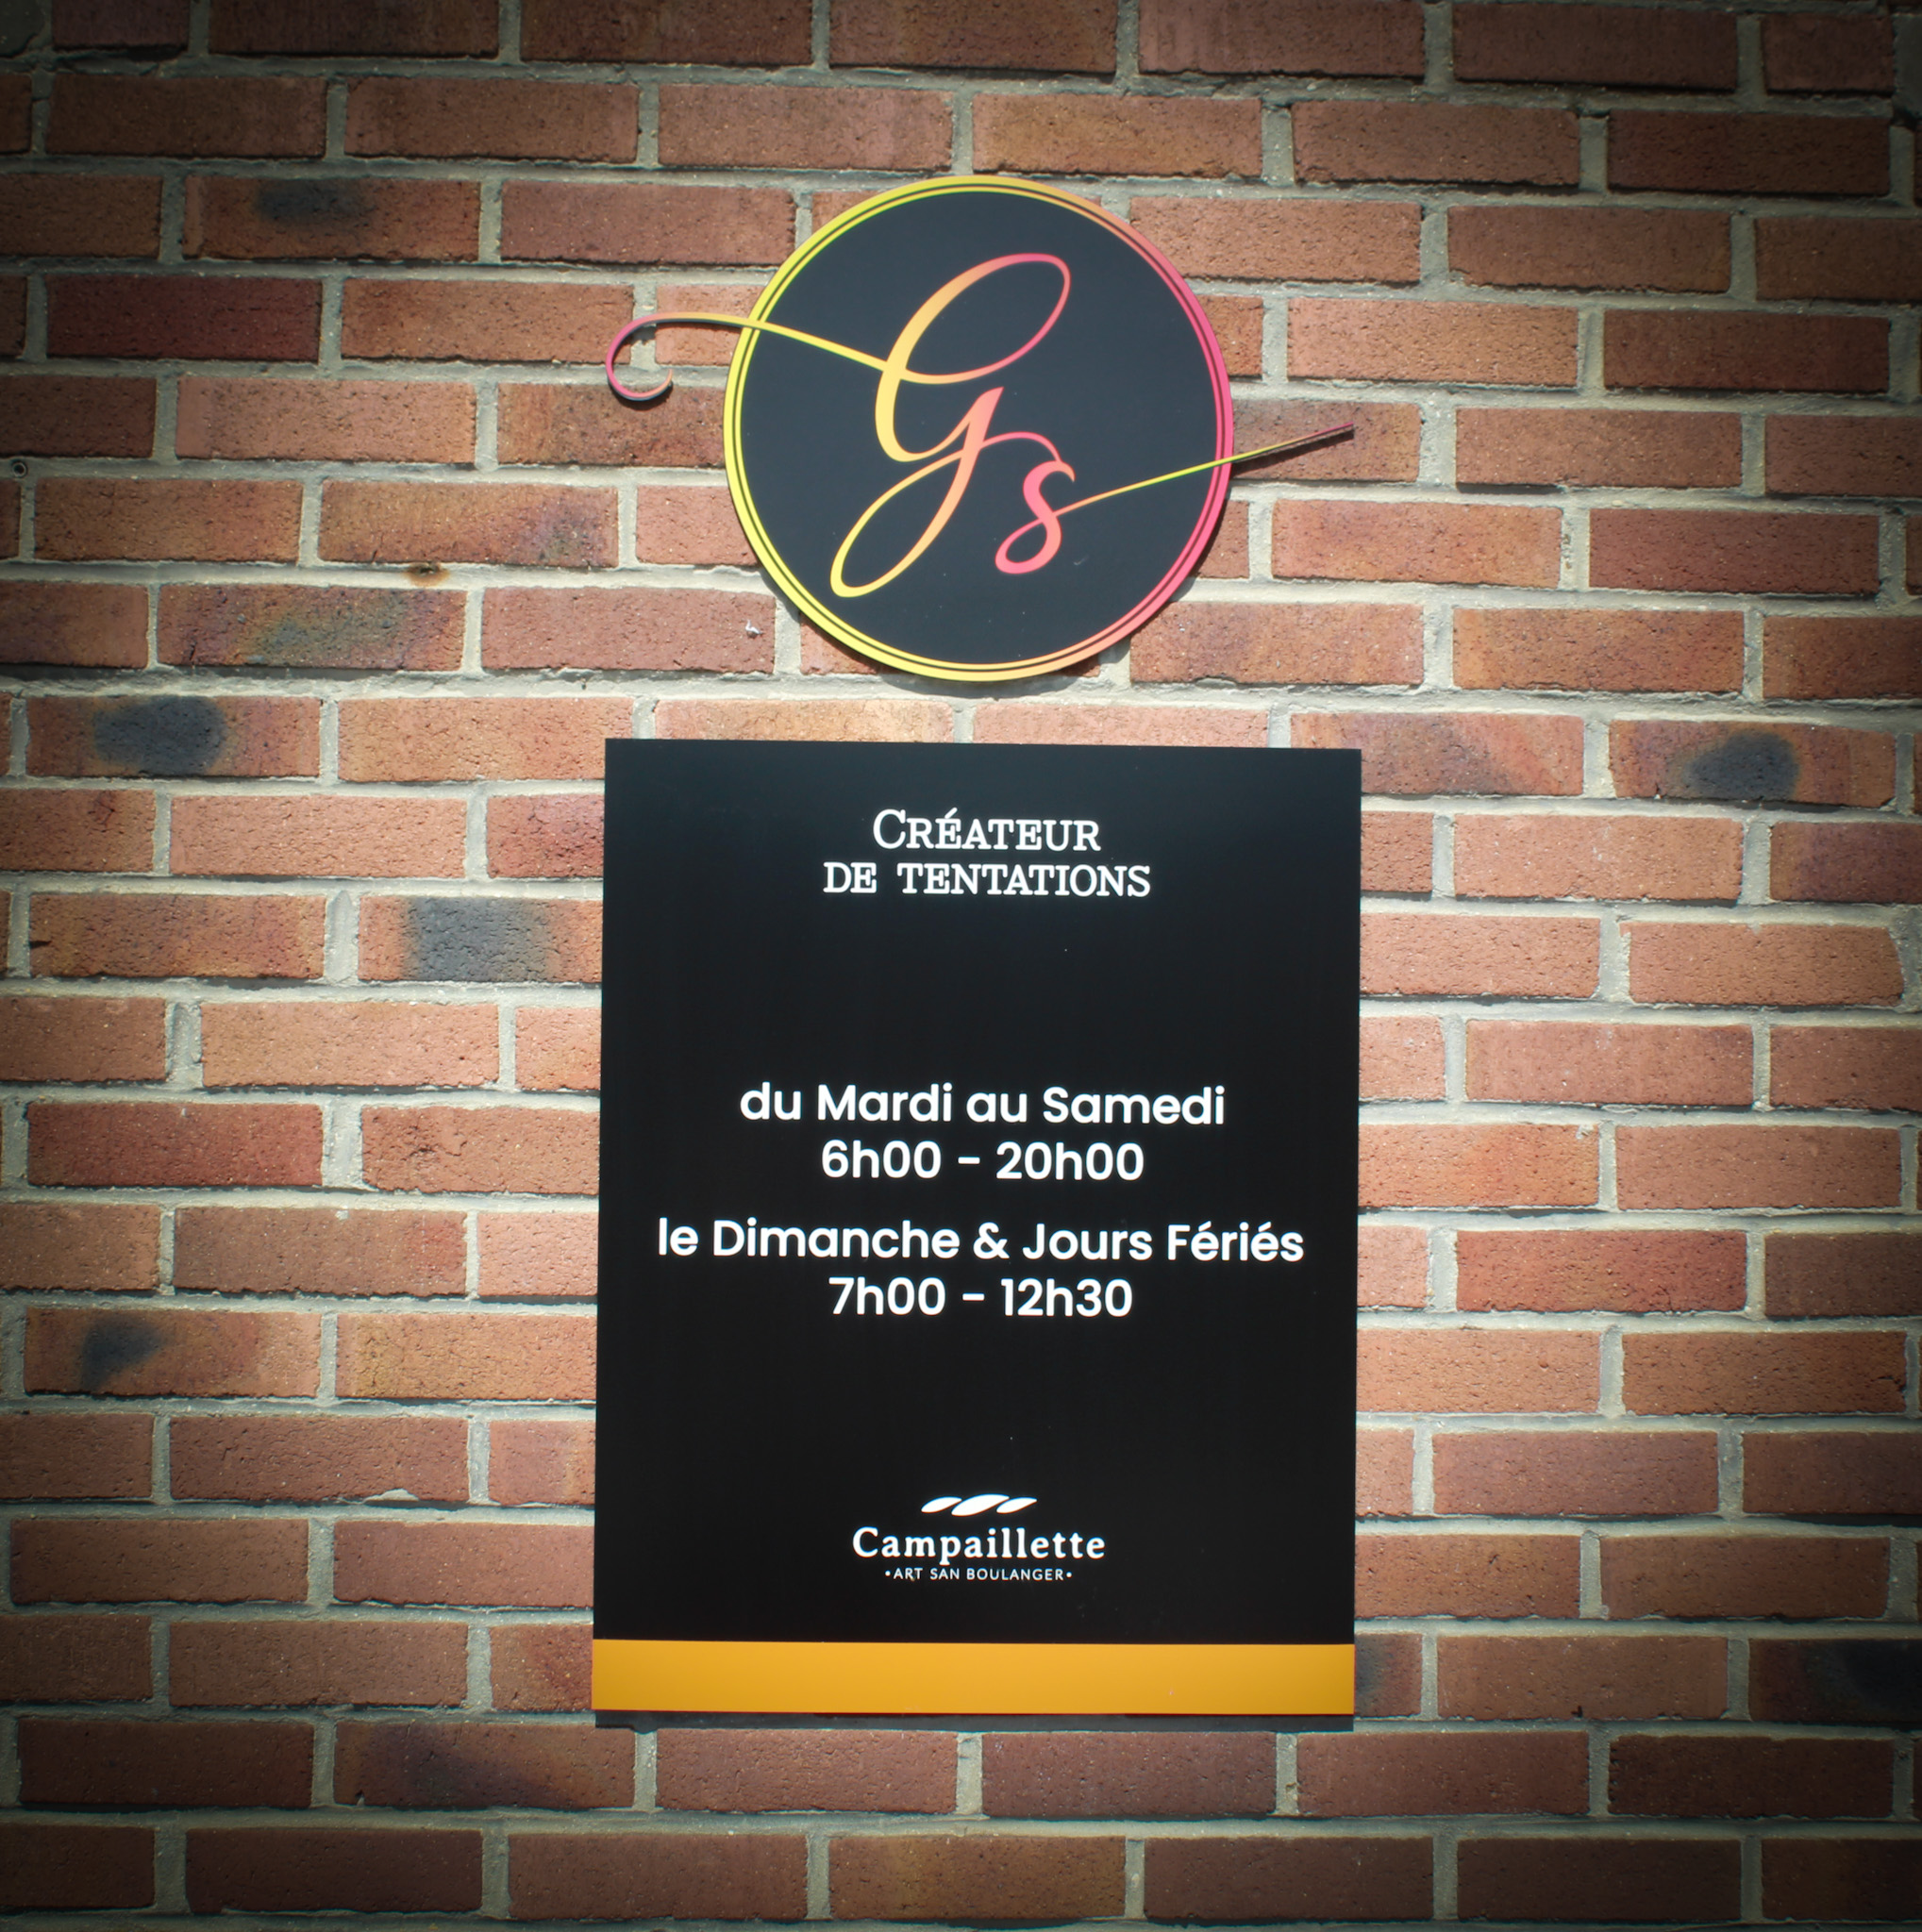 Gs
CRÉATEUR
DE TENTATIONS
du Mardi au Samedi
6h00 - 20h00
le Dimanche & Jours Fériés
7h00 - 12h30
Campaillette
•ART SAN BOULANGER•